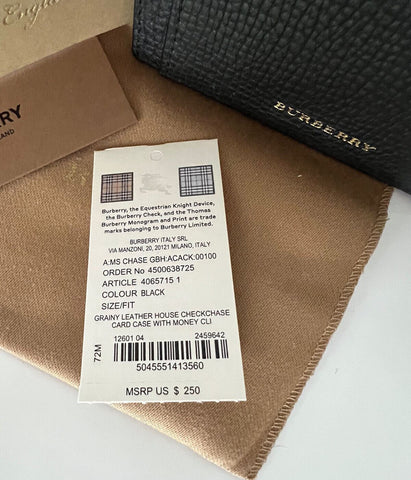 England
BURBERRY
RRY
LAND
Burberry, the Equestrian Knight Device,
the Burberry Check, and the Thomas
Burberry Monogram and Print are trade
marks belonging to Burberry Limited.
BURBERRY ITALY SRL
VIA MANZONI, 20, 20121 MILANO, ITALY
A:MS CHASE GBH:ACACK:00100
ORDER No 4500638725
ARTICLE 4065715 1
COLOUR BLACK
SIZE/FIT
GRAINY LEATHER HOUSE CHECKCHASE
CARD CASE WITH MONEY CLI
72M
12601 04 2459642
5045551413560
MSRP US $ 250